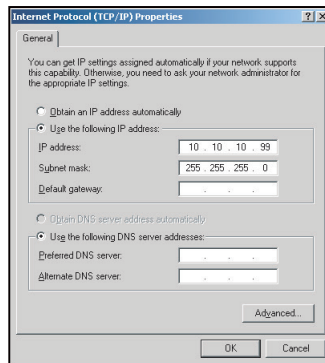 Internet Protocol (TCP/IP) Properties
General
You can get IP settings assigned automatically if your network supports
this capability. Otherwise, you need to ask your network administrator for
the appropriate IP settings.
Obtain an IP address automatically
Use the following IP address:
IP address: 10 . 10 . 10 . 99
Subnet mask: 255 . 255 . 255 . 0
Default gateway: . . .
Obtain DNS server address automatically
Use the following DNS server addresses:
Preferred DNS server: . . .
Alternate DNS server: . . .
Advanced...
OK Cancel